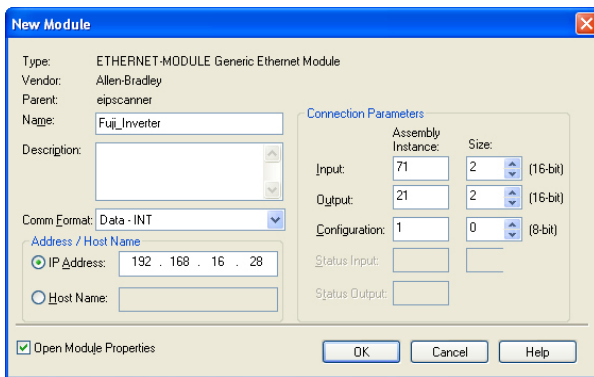 New Module
Type: ETHERNET-MODULE Generic Ethernet Module
Vendor: Allen-Bradley
Parent: eipscanner
Name: Fuji_Inverter
Description:
Comm Format: Data - INT
Address / Host Name
IP Address: 192 . 168 . 16 . 28
Host Name:
Connection Parameters
Assembly
Instance: Size:
Input: 71 2 (16-bit)
Output: 21 2 (16-bit)
Configuration: 1 0 (8-bit)
Status Input:
Status Output:
Open Module Properties
OK Cancel Help